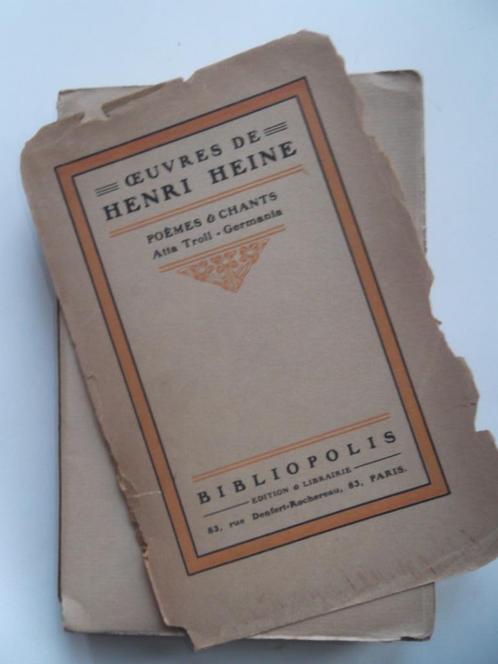 ŒUVRES DE
HENRI HEINE
POÈMES & CHANTS
Atta Troll - Germania
BIBLIOPOLIS
EDITION & LIBRAIRIE
83, rue Denfert-Rochereau, 83, PARIS.